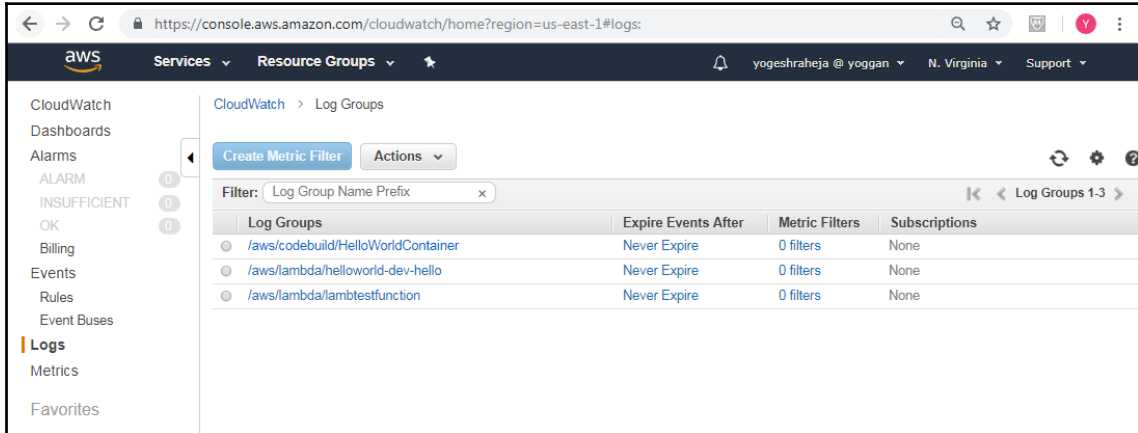 https://console.aws.amazon.com/cloudwatch/home?region=us-east-1#logs:
Y
aws Services Resource Groups yogeshraheja @ yoggan N. Virginia Support
CloudWatch
Dashboards
Alarms
ALARM 0
INSUFFICIENT 0
OK 0
Billing
Events
Rules
Event Buses
Logs
Metrics
Favorites
CloudWatch > Log Groups
Create Metric Filter Actions
Filter: Log Group Name Prefix x Log Groups 1-3
Log Groups Expire Events After Metric Filters Subscriptions
/aws/codebuild/HelloWorldContainer Never Expire 0 filters None
/aws/lambda/helloworld-dev-hello Never Expire 0 filters None
/aws/lambda/lambtestfunction Never Expire 0 filters None